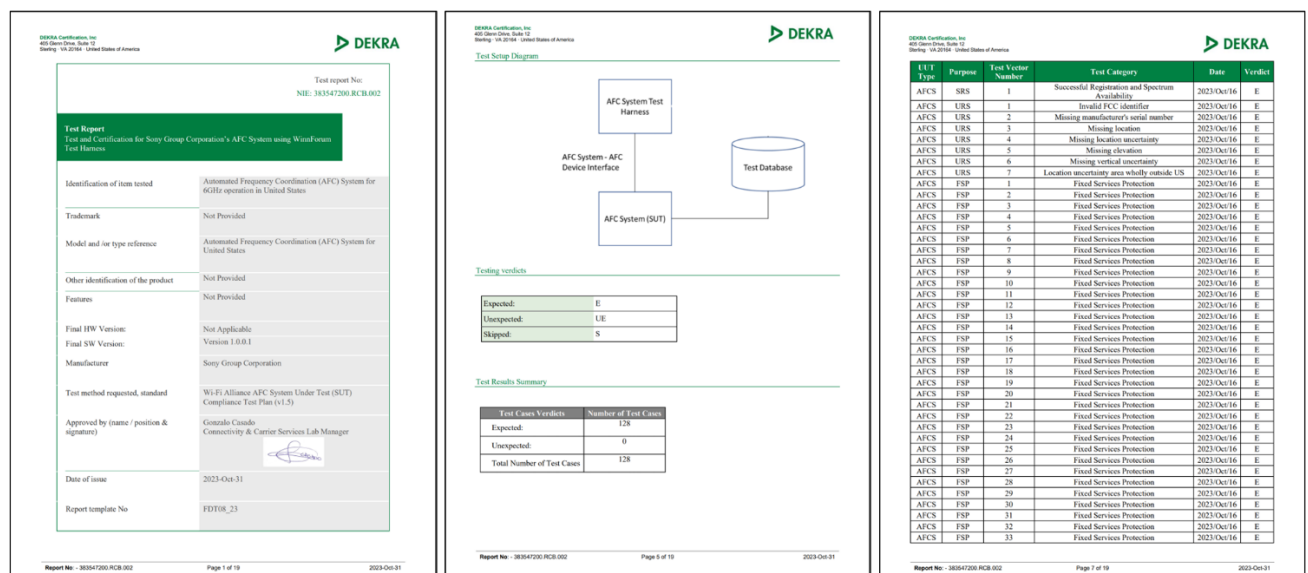 DEKRA Certification, Inc
405 Glenn Drive, Suite 12
Sterling · VA 20164 · United States of America
DEKRA
Test report No:
NIE: 383547200.RCB.002
Test Report
Test and Certification for Sony Group Corporation's AFC System using WinnForum
Test Harness
Identification of item tested
Automated Frequency Coordination (AFC) System for
6GHz operation in United States
Trademark
Not Provided
Model and /or type reference
Automated Frequency Coordination (AFC) System for
United States
Other identification of the product
Not Provided
Features
Not Provided
Final HW Version:
Not Applicable
Final SW Version:
Version 1.0.0.1
Manufacturer
Sony Group Corporation
Test method requested, standard
Wi-Fi Alliance AFC System Under Test (SUT)
Compliance Test Plan (v1.5)
Approved by (name / position &
signature)
Gonzalo Casado
Connectivity & Carrier Services Lab Manager
Date of issue
2023-Oct-31
Report template No
FDT08_23
Report No: - 383547200.RCB.002 Page 1 of 19 2023-Oct-31
DEKRA Certification, Inc
405 Glenn Drive, Suite 12
Sterling · VA 20164 · United States of America
DEKRA
Test Setup Diagram
AFC System Test
Harness
AFC System - AFC
Device Interface
Test Database
AFC System (SUT)
Testing verdicts
Expected: E
Unexpected: UE
Skipped: S
Test Results Summary
Test Cases Verdicts Number of Test Cases
Expected: 128
Unexpected: 0
Total Number of Test Cases 128
Report No: - 383547200.RCB.002 Page 5 of 19 2023-Oct-31
DEKRA Certification, Inc
405 Glenn Drive, Suite 12
Sterling · VA 20164 · United States of America
DEKRA
UUT Type Purpose Test Vector Number Test Category Date Verdict
AFCS SRS 1 Successful Registration and Spectrum Availability 2023/Oct/16 E
AFCS URS 1 Invalid FCC identifier 2023/Oct/16 E
AFCS URS 2 Missing manufacturer's serial number 2023/Oct/16 E
AFCS URS 3 Missing location 2023/Oct/16 E
AFCS URS 4 Missing location uncertainty 2023/Oct/16 E
AFCS URS 5 Missing elevation 2023/Oct/16 E
AFCS URS 6 Missing vertical uncertainty 2023/Oct/16 E
AFCS URS 7 Location uncertainty area wholly outside US 2023/Oct/16 E
AFCS FSP 1 Fixed Services Protection 2023/Oct/16 E
AFCS FSP 2 Fixed Services Protection 2023/Oct/16 E
AFCS FSP 3 Fixed Services Protection 2023/Oct/16 E
AFCS FSP 4 Fixed Services Protection 2023/Oct/16 E
AFCS FSP 5 Fixed Services Protection 2023/Oct/16 E
AFCS FSP 6 Fixed Services Protection 2023/Oct/16 E
AFCS FSP 7 Fixed Services Protection 2023/Oct/16 E
AFCS FSP 8 Fixed Services Protection 2023/Oct/16 E
AFCS FSP 9 Fixed Services Protection 2023/Oct/16 E
AFCS FSP 10 Fixed Services Protection 2023/Oct/16 E
AFCS FSP 11 Fixed Services Protection 2023/Oct/16 E
AFCS FSP 12 Fixed Services Protection 2023/Oct/16 E
AFCS FSP 13 Fixed Services Protection 2023/Oct/16 E
AFCS FSP 14 Fixed Services Protection 2023/Oct/16 E
AFCS FSP 15 Fixed Services Protection 2023/Oct/16 E
AFCS FSP 16 Fixed Services Protection 2023/Oct/16 E
AFCS FSP 17 Fixed Services Protection 2023/Oct/16 E
AFCS FSP 18 Fixed Services Protection 2023/Oct/16 E
AFCS FSP 19 Fixed Services Protection 2023/Oct/16 E
AFCS FSP 20 Fixed Services Protection 2023/Oct/16 E
AFCS FSP 21 Fixed Services Protection 2023/Oct/16 E
AFCS FSP 22 Fixed Services Protection 2023/Oct/16 E
AFCS FSP 23 Fixed Services Protection 2023/Oct/16 E
AFCS FSP 24 Fixed Services Protection 2023/Oct/16 E
AFCS FSP 25 Fixed Services Protection 2023/Oct/16 E
AFCS FSP 26 Fixed Services Protection 2023/Oct/16 E
AFCS FSP 27 Fixed Services Protection 2023/Oct/16 E
AFCS FSP 28 Fixed Services Protection 2023/Oct/16 E
AFCS FSP 29 Fixed Services Protection 2023/Oct/16 E
AFCS FSP 30 Fixed Services Protection 2023/Oct/16 E
AFCS FSP 31 Fixed Services Protection 2023/Oct/16 E
AFCS FSP 32 Fixed Services Protection 2023/Oct/16 E
AFCS FSP 33 Fixed Services Protection 2023/Oct/16 E
Report No: - 383547200.RCB.002 Page 7 of 19 2023-Oct-31